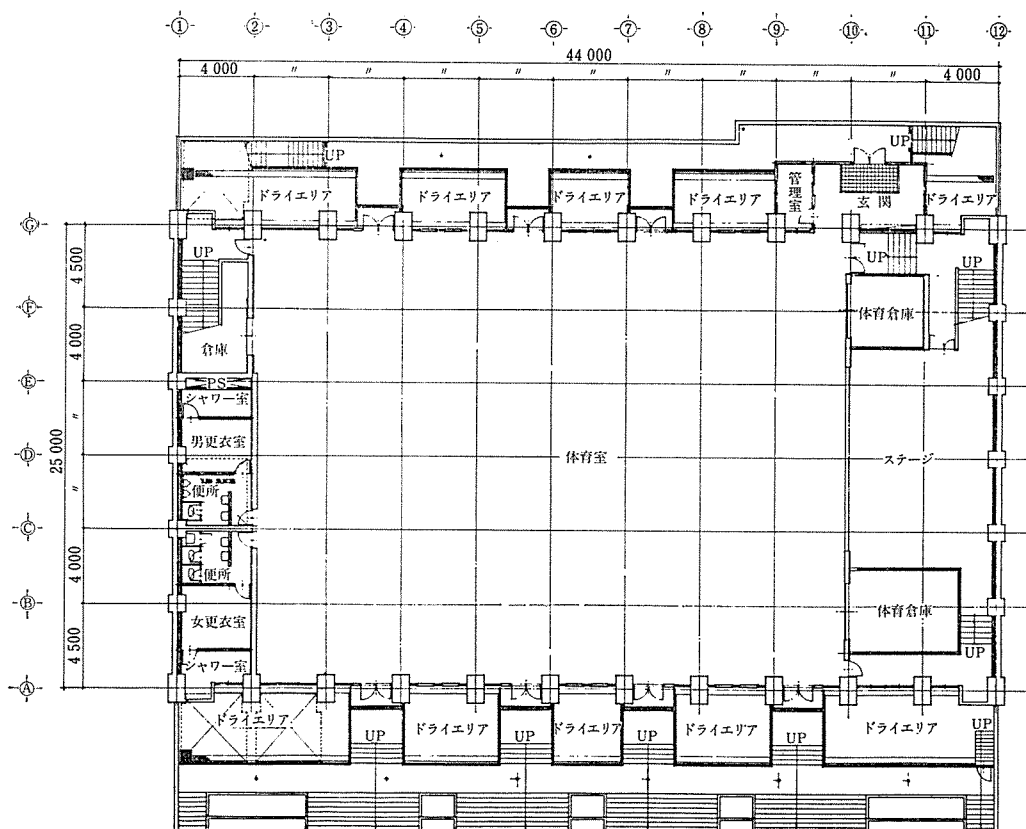 ① ② ③ ④ ⑤ ⑥ ⑦ ⑧ ⑨ ⑩ ⑪ ⑫
44 000
4 000 〃 〃 〃 〃 〃 〃 〃 〃 〃 4 000
UP UP
ドライエリア ドライエリア ドライエリア ドライエリア 管理室 玄関 ドライエリア
Ⓖ
UP UP UP
4 500
Ⓕ
体育倉庫
4 000
倉庫
Ⓔ
PS
シャワー室
〃
男更衣室
Ⓓ
25 000
体育室 ステージ
〃
便所
Ⓒ
4 000
便所
Ⓑ
女更衣室 体育倉庫
4 500
シャワー室 UP
Ⓐ
ドライエリア ドライエリア ドライエリア ドライエリア ドライエリア
UP UP UP UP UP